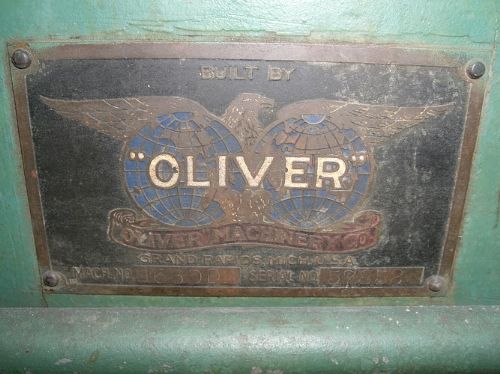 BUILT BY
"OLIVER"
OLIVER MACHINERY CO.
GRAND RAPIDS, MICH. U.S.A.
MACH. NO. SERIAL NO.